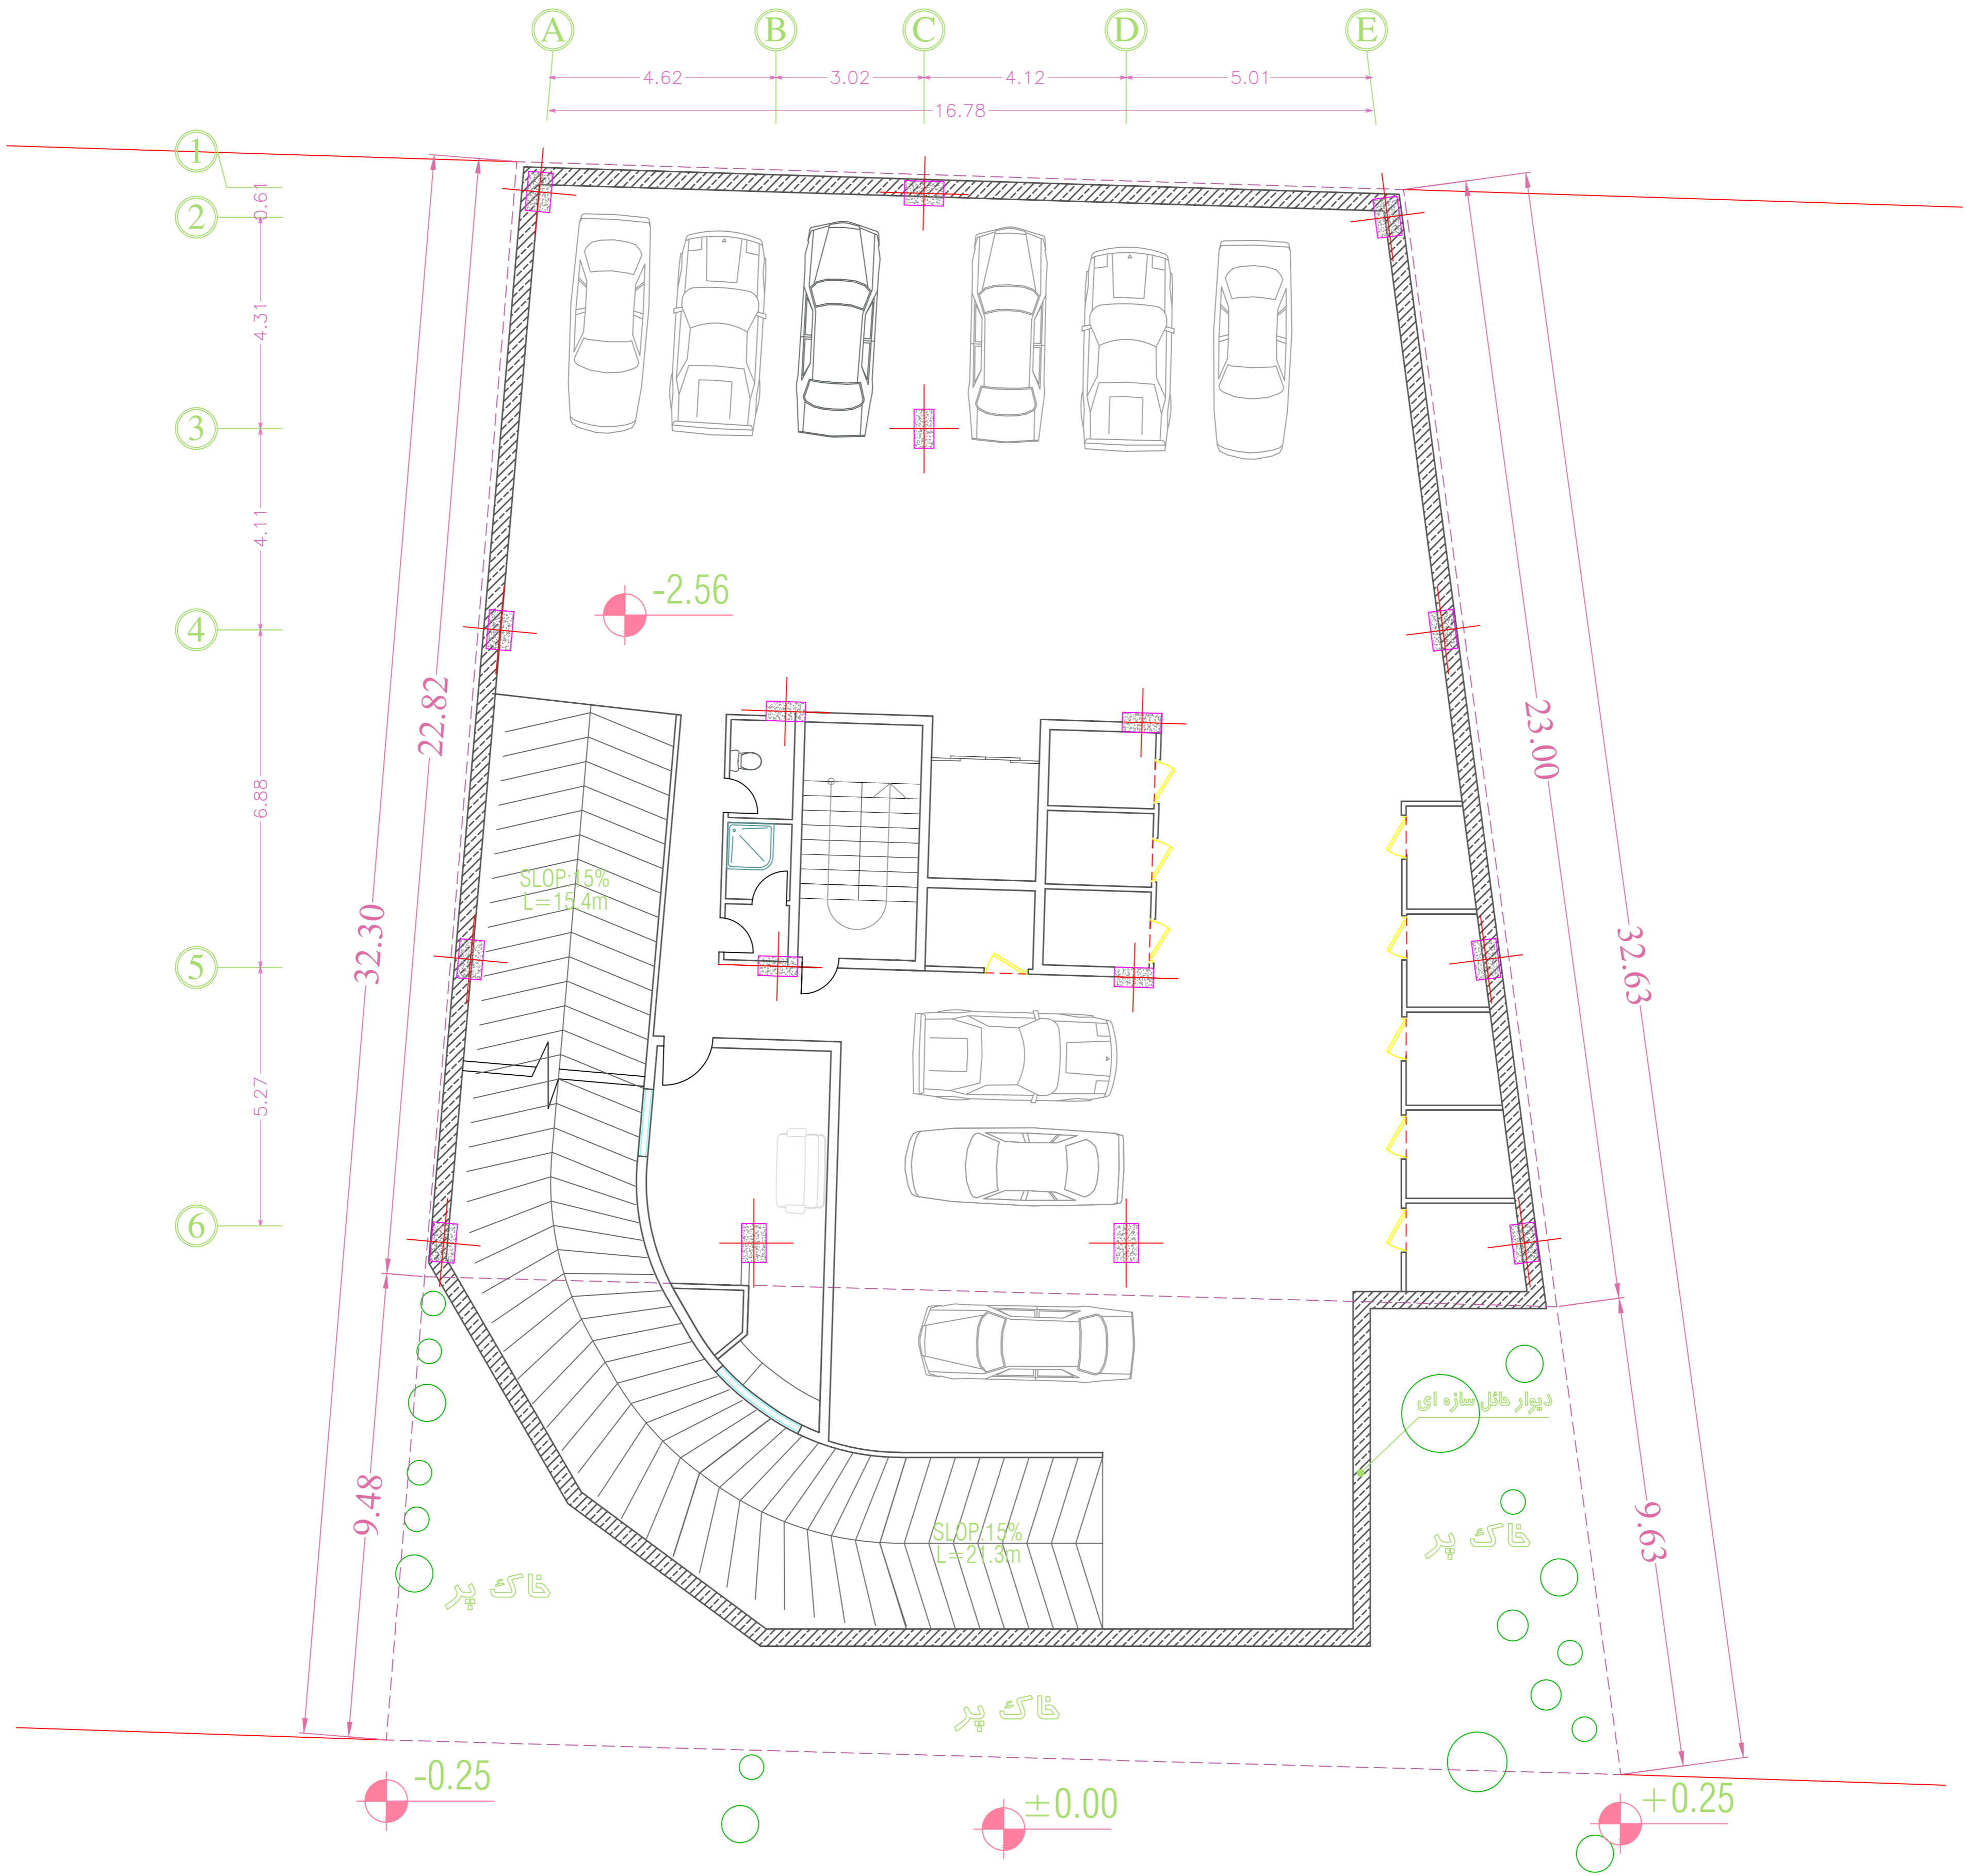 A B C D E
4.62 3.02 4.12 5.01
16.78
1
0.61
2
4.31
3
4.11
4
6.88
5
5.27
6
-2.56
22.82
32.30
9.48
23.00
32.63
9.63
SLOP:15%
L=15.4m
دیوار حائل سازه ای
SLOP:15%
L=21.3m
خاک پر
خاک پر
خاک پر
-0.25
±0.00
+0.25